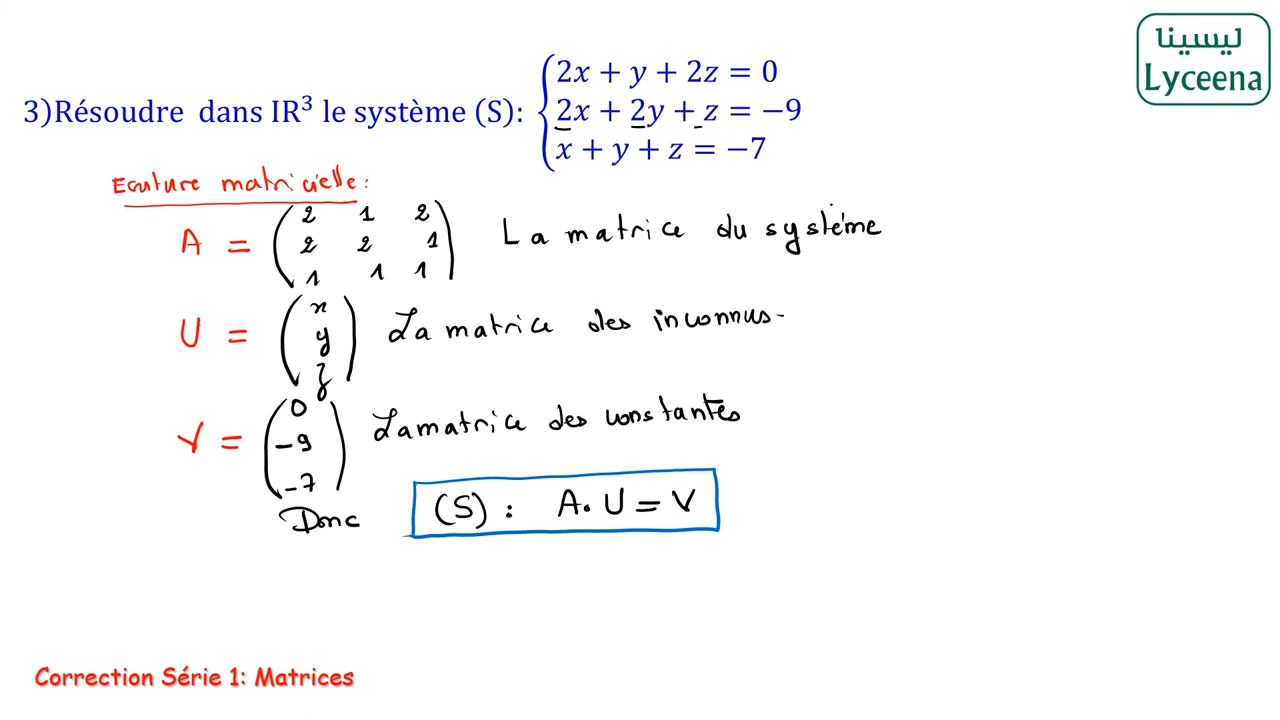 ليسينا
Lyceena
3)Résoudre dans IR³ le système (S): { 2x + y + 2z = 0
2x + 2y + z = −9
x + y + z = −7
Ecriture matricielle:
A = ( 2 1 2
2 2 1
1 1 1 ) La matrice du système
U = ( x
y
z ) La matrice des inconnus-
V = ( 0
-9
-7 ) La matrice des constantes
Donc (S) : A. U = V
Correction Série 1: Matrices